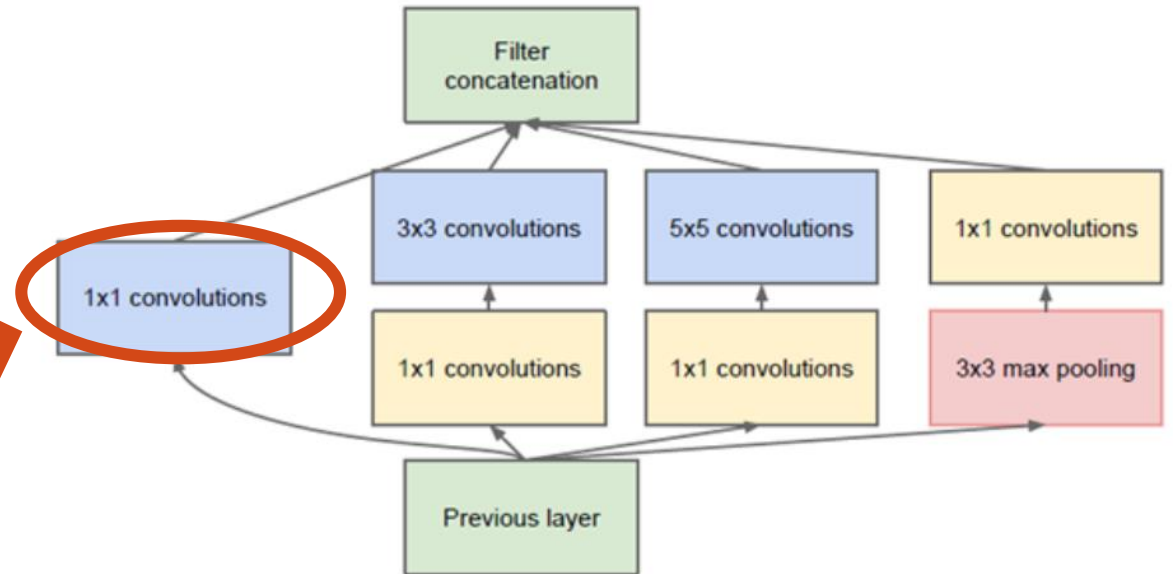 Filter
concatenation
3x3 convolutions
5x5 convolutions
1x1 convolutions
1x1 convolutions
1x1 convolutions
1x1 convolutions
3x3 max pooling
Previous layer